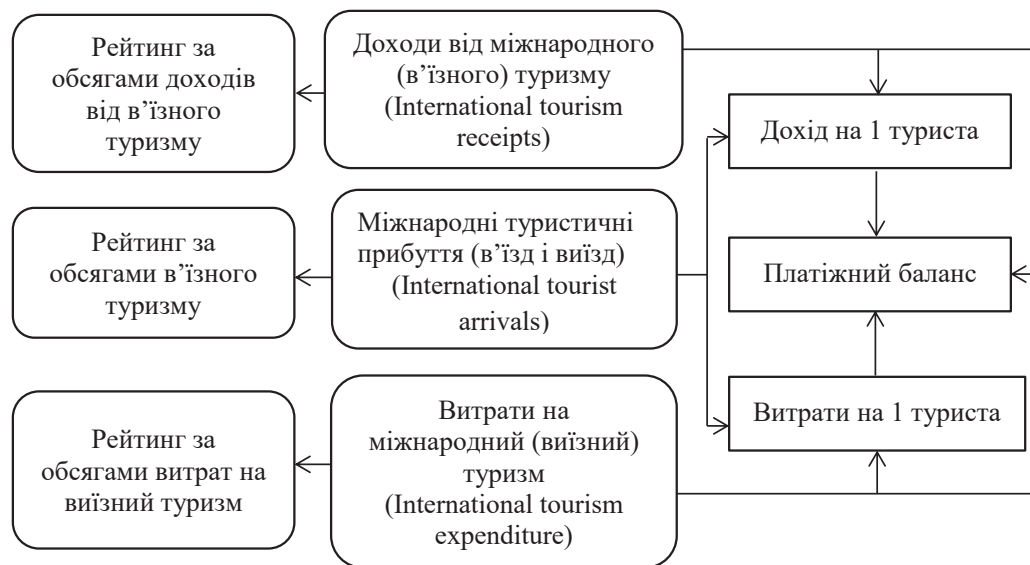 Рейтинг за
обсягами доходів
від в’їзного
туризму
Доходи від міжнародного
(в’їзного) туризму
(International tourism
receipts)
Дохід на 1 туриста
Рейтинг за
обсягами в’їзного
туризму
Міжнародні туристичні
прибуття (в’їзд і виїзд)
(International tourist
arrivals)
Платіжний баланс
Рейтинг за
обсягами витрат на
виїзний туризм
Витрати на
міжнародний (виїзний)
туризм
(International tourism
expenditure)
Витрати на 1 туриста